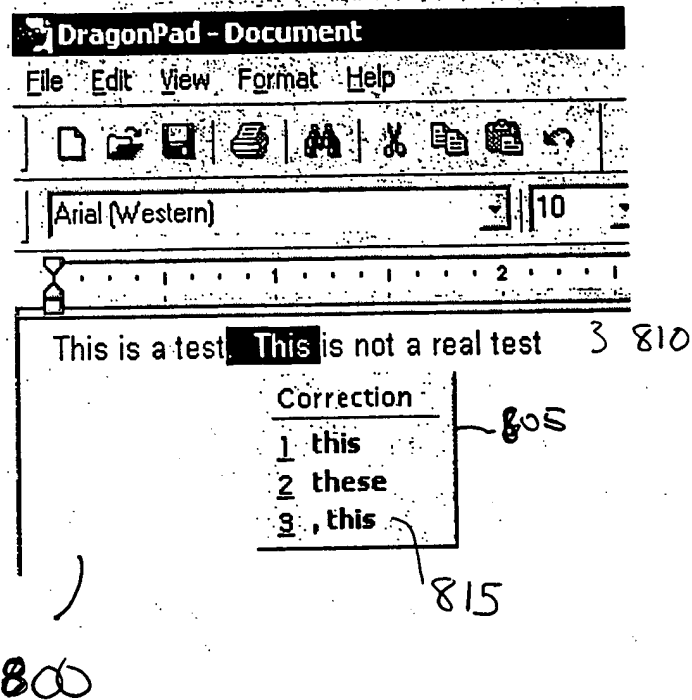 DragonPad - Document
File Edit View Format Help
Arial (Western) 10
1 2
This is a test. This is not a real test 3 810
Correction
805
1 this
2 these
3 , this
815
800